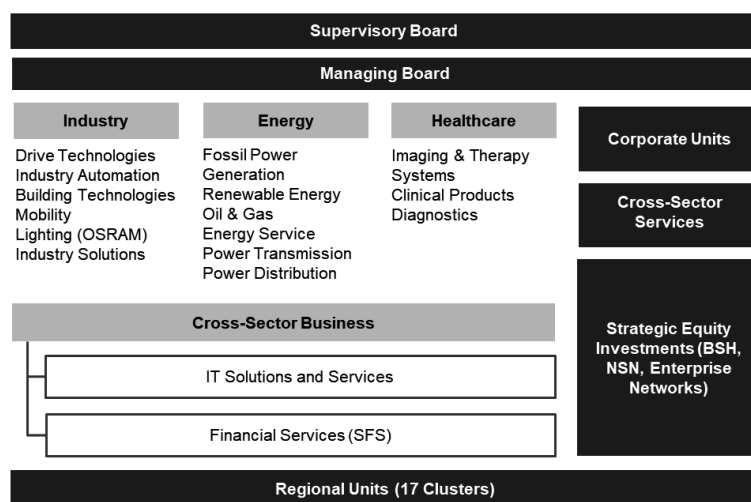 Supervisory Board
Managing Board
Industry
Drive Technologies
Industry Automation
Building Technologies
Mobility
Lighting (OSRAM)
Industry Solutions
Energy
Fossil Power
Generation
Renewable Energy
Oil & Gas
Energy Service
Power Transmission
Power Distribution
Healthcare
Imaging & Therapy
Systems
Clinical Products
Diagnostics
Corporate Units
Cross-Sector
Services
Strategic Equity
Investments (BSH,
NSN, Enterprise
Networks)
Cross-Sector Business
IT Solutions and Services
Financial Services (SFS)
Regional Units (17 Clusters)